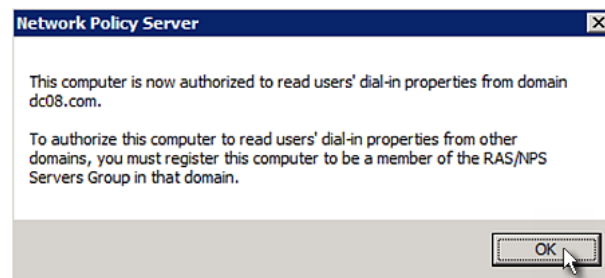 Network Policy Server
This computer is now authorized to read users' dial-in properties from domain
dc08.com.
To authorize this computer to read users' dial-in properties from other
domains, you must register this computer to be a member of the RAS/NPS
Servers Group in that domain.
OK